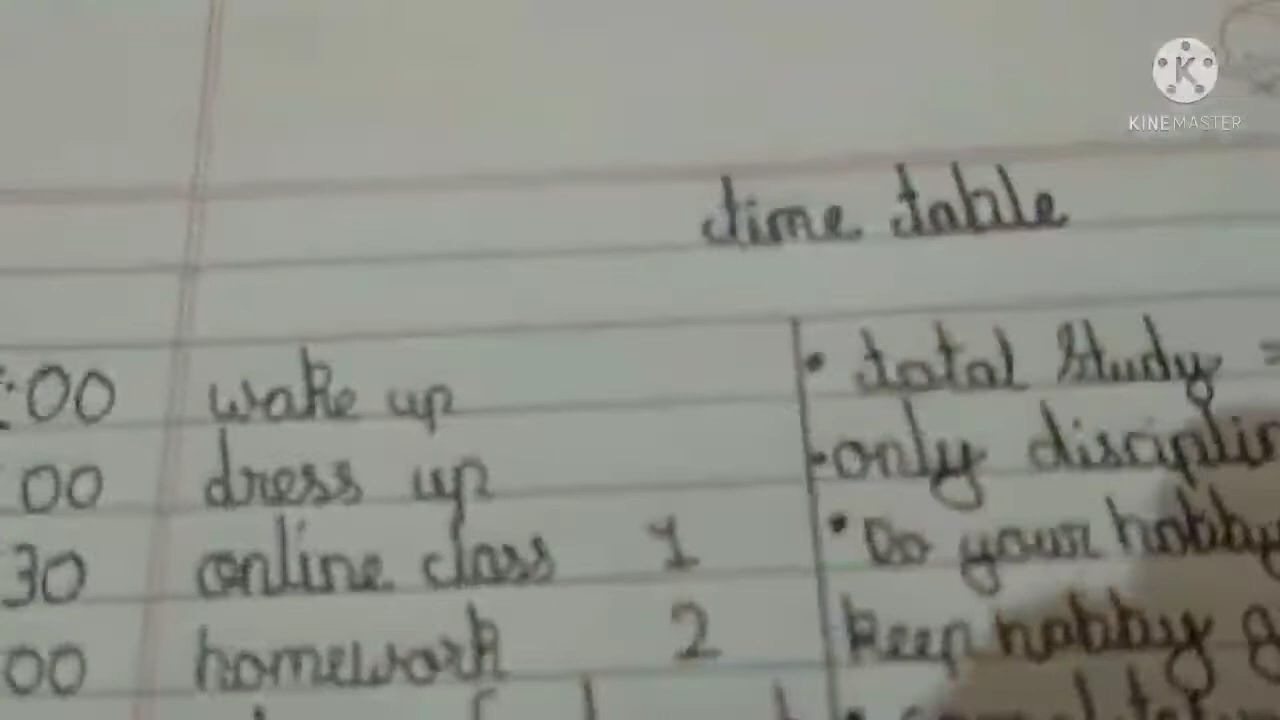 KINEMASTER
time table
:00 wake up
:00 dress up
30 online class 1
:00 homework 2
• total study =
• only disciplin
• Do your hobby
keep hobby g